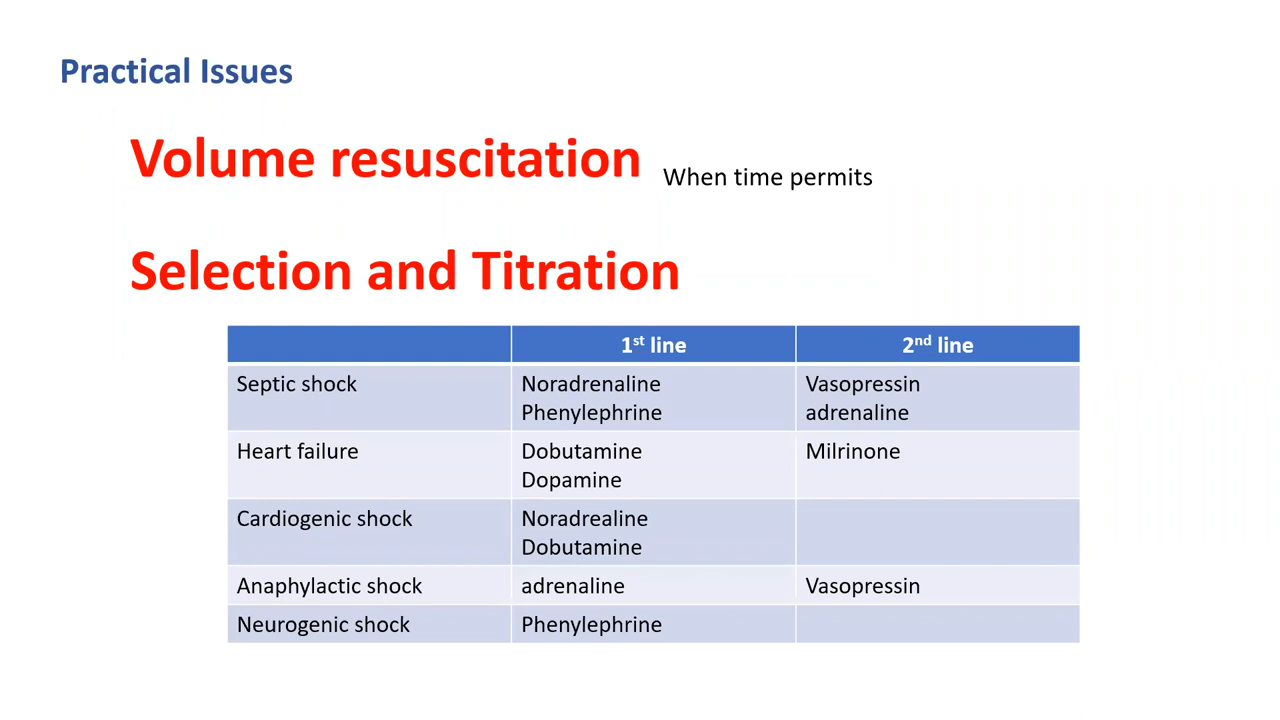 Practical Issues
Volume resuscitation When time permits
Selection and Titration
1st line 2nd line
Septic shock Noradrenaline Vasopressin
Phenylephrine adrenaline
Heart failure Dobutamine Milrinone
Dopamine
Cardiogenic shock Noradrealine
Dobutamine
Anaphylactic shock adrenaline Vasopressin
Neurogenic shock Phenylephrine